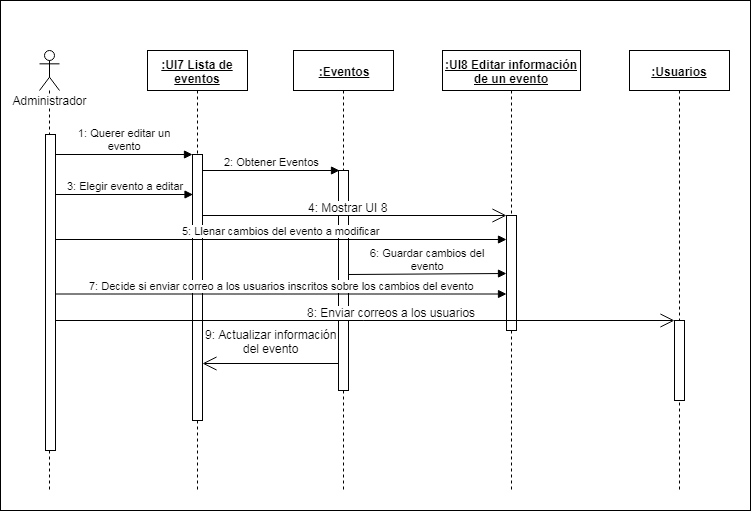 :UI7 Lista de
eventos
:Eventos
:UI8 Editar información
de un evento
:Usuarios
Administrador
1: Querer editar un
evento
2: Obtener Eventos
3: Elegir evento a editar
4: Mostrar UI 8
5: Llenar cambios del evento a modificar
6: Guardar cambios del
evento
7: Decide si enviar correo a los usuarios inscritos sobre los cambios del evento
8: Enviar correos a los usuarios
9: Actualizar información
del evento